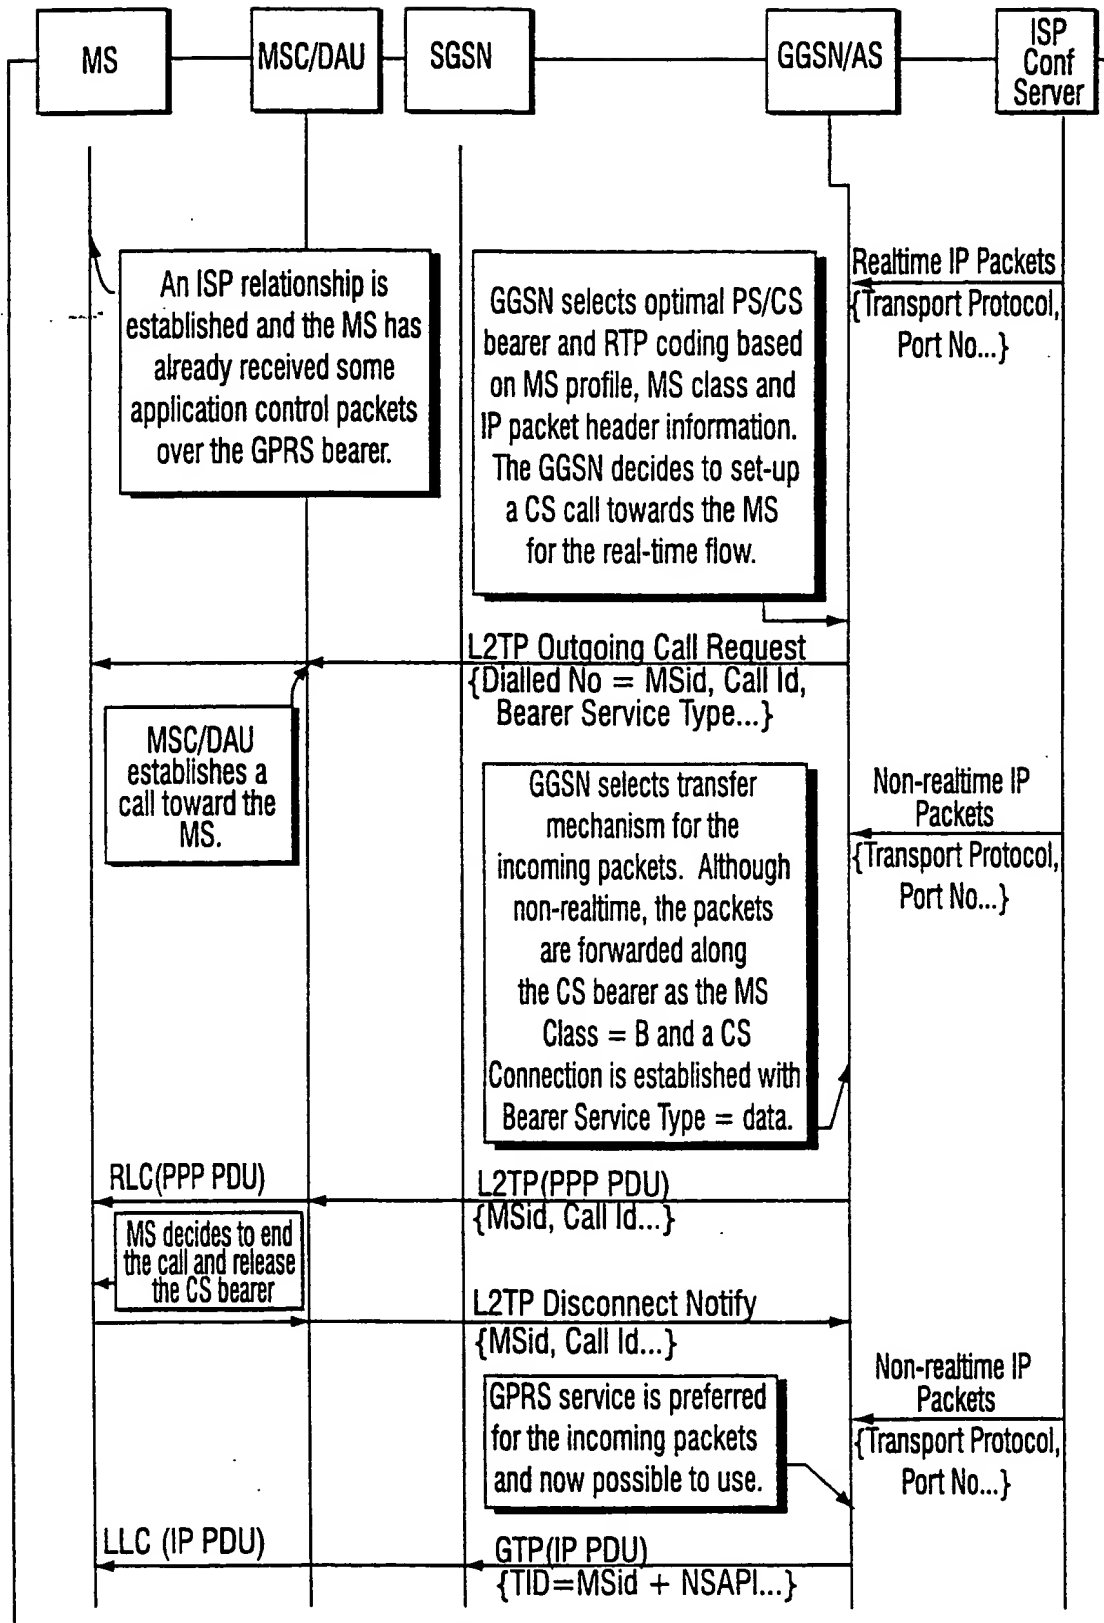 MS
MSC/DAU
SGSN
GGSN/AS
ISP
Conf
Server
An ISP relationship is
established and the MS has
already received some
application control packets
over the GPRS bearer.
GGSN selects optimal PS/CS
bearer and RTP coding based
on MS profile, MS class and
IP packet header information.
The GGSN decides to set-up
a CS call towards the MS
for the real-time flow.
Realtime IP Packets
{Transport Protocol,
Port No...}
L2TP Outgoing Call Request
{Dialled No = MSid, Call Id,
Bearer Service Type...}
MSC/DAU
establishes a
call toward the
MS.
GGSN selects transfer
mechanism for the
incoming packets. Although
non-realtime, the packets
are forwarded along
the CS bearer as the MS
Class = B and a CS
Connection is established with
Bearer Service Type = data.
Non-realtime IP
Packets
{Transport Protocol,
Port No...}
RLC(PPP PDU)
L2TP(PPP PDU)
{MSid, Call Id...}
MS decides to end
the call and release
the CS bearer
L2TP Disconnect Notify
{MSid, Call Id...}
GPRS service is preferred
for the incoming packets
and now possible to use.
Non-realtime IP
Packets
{Transport Protocol,
Port No...}
LLC (IP PDU)
GTP(IP PDU)
{TID=MSid + NSAPI...}